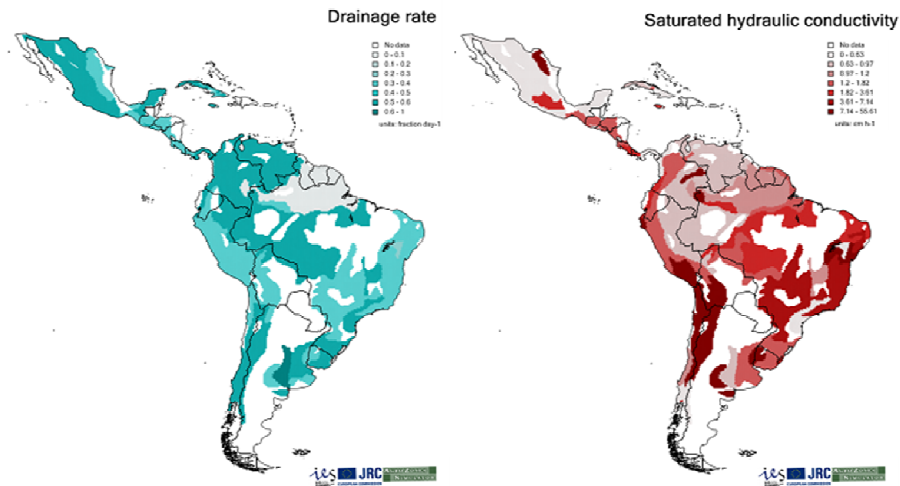 Drainage rate
No data
0 - 0.1
0.1 - 0.2
0.2 - 0.3
0.3 - 0.4
0.4 - 0.5
0.5 - 0.6
0.6 - 1
units: fraction day-1
ies
JRC
EUROPEAN COMMISSION
Saturated hydraulic conductivity
No data
0 - 0.63
0.63 - 0.97
0.97 - 1.2
1.2 - 1.82
1.82 - 3.61
3.61 - 7.14
7.14 - 55.61
units: cm h-1
ies
JRC
EUROPEAN COMMISSION